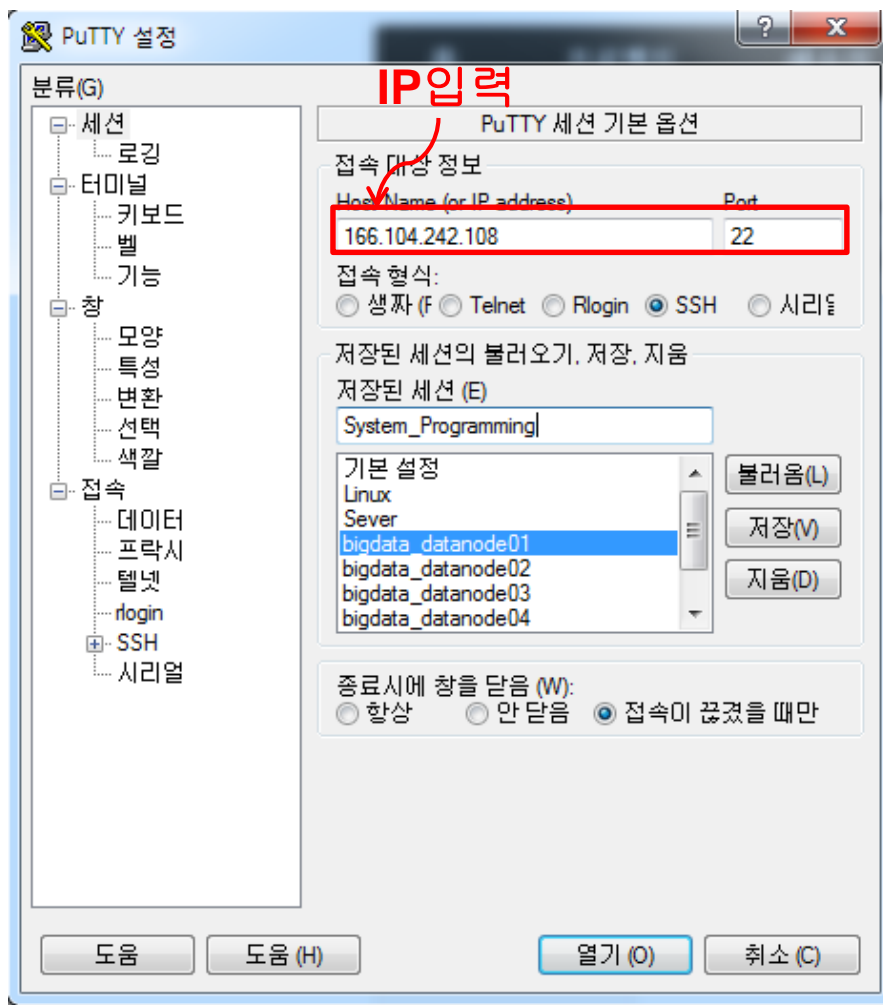 PuTTY 설정
분류(G)
IP입력
세션
로깅
터미널
키보드
벨
기능
창
모양
특성
변환
선택
색깔
접속
데이터
프락시
텔넷
rlogin
SSH
시리얼
PuTTY 세션 기본 옵션
접속 대상 정보
Host Name (or IP address) Port
166.104.242.108 22
접속 형식:
생짜 (F Telnet Rlogin SSH 시리얼
저장된 세션의 불러오기, 저장, 지움
저장된 세션 (E)
System_Programming
기본 설정
Linux
Sever
bigdata_datanode01
bigdata_datanode02
bigdata_datanode03
bigdata_datanode04
불러옴(L)
저장(V)
지움(D)
종료시에 창을 닫음 (W):
항상 안 닫음 접속이 끊겼을 때만
도움 도움 (H) 열기 (O) 취소 (C)